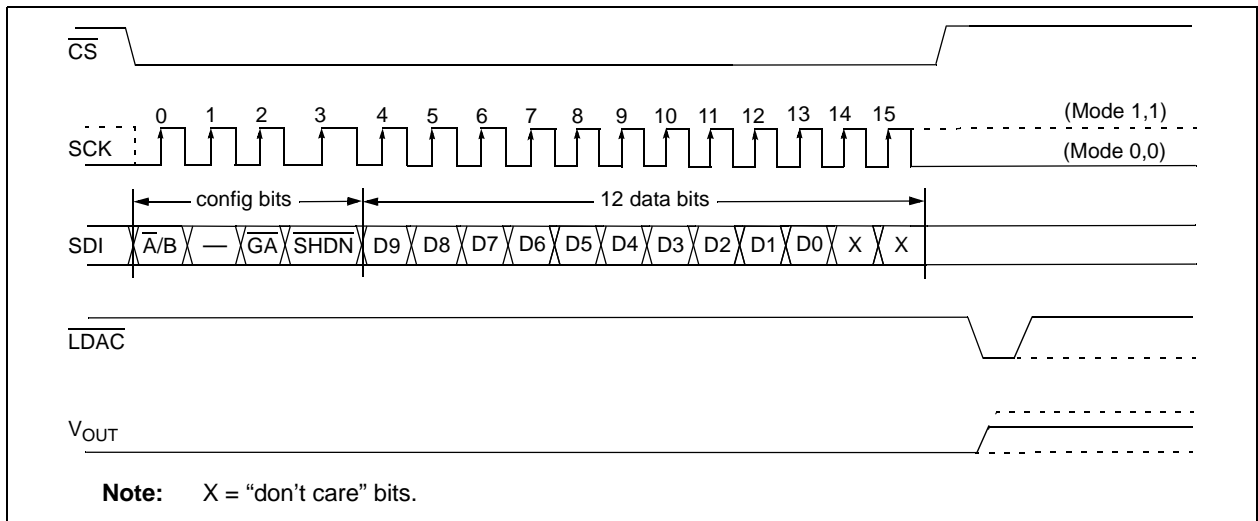 CS
0 1 2 3 4 5 6 7 8 9 10 11 12 13 14 15
(Mode 1,1)
SCK
(Mode 0,0)
config bits
12 data bits
SDI
A/B — GA SHDN D9 D8 D7 D6 D5 D4 D3 D2 D1 D0 X X
LDAC
VOUT
Note: X = “don’t care” bits.